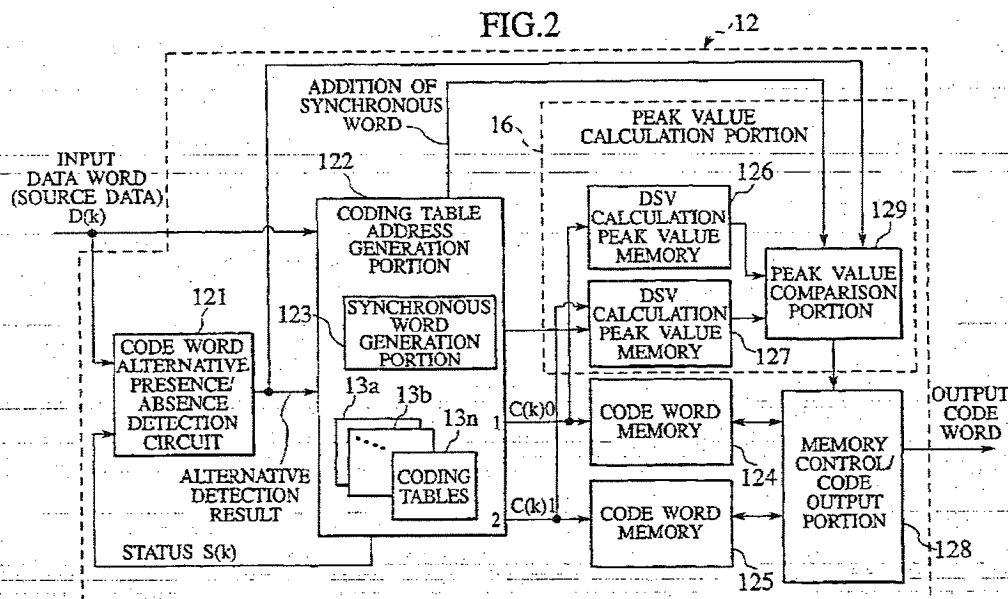 FIG.2
12
ADDITION OF
SYNCHRONOUS
WORD
16
PEAK VALUE
CALCULATION PORTION
INPUT
DATA WORD
(SOURCE DATA)
D(k)
122
CODING TABLE
ADDRESS
GENERATION
PORTION
126
DSV
CALCULATION
PEAK VALUE
MEMORY
129
PEAK VALUE
COMPARISON
PORTION
121
CODE WORD
ALTERNATIVE
PRESENCE/
ABSENCE
DETECTION
CIRCUIT
123
SYNCHRONOUS
WORD
GENERATION
PORTION
DSV
CALCULATION
PEAK VALUE
MEMORY
127
13a
13b
13n
CODING
TABLES
1
C(k)0
CODE WORD
MEMORY
124
OUTPUT
CODE
WORD
MEMORY
CONTROL/
CODE
OUTPUT
PORTION
128
ALTERNATIVE
DETECTION
RESULT
2
C(k)1
CODE WORD
MEMORY
125
STATUS S(k)